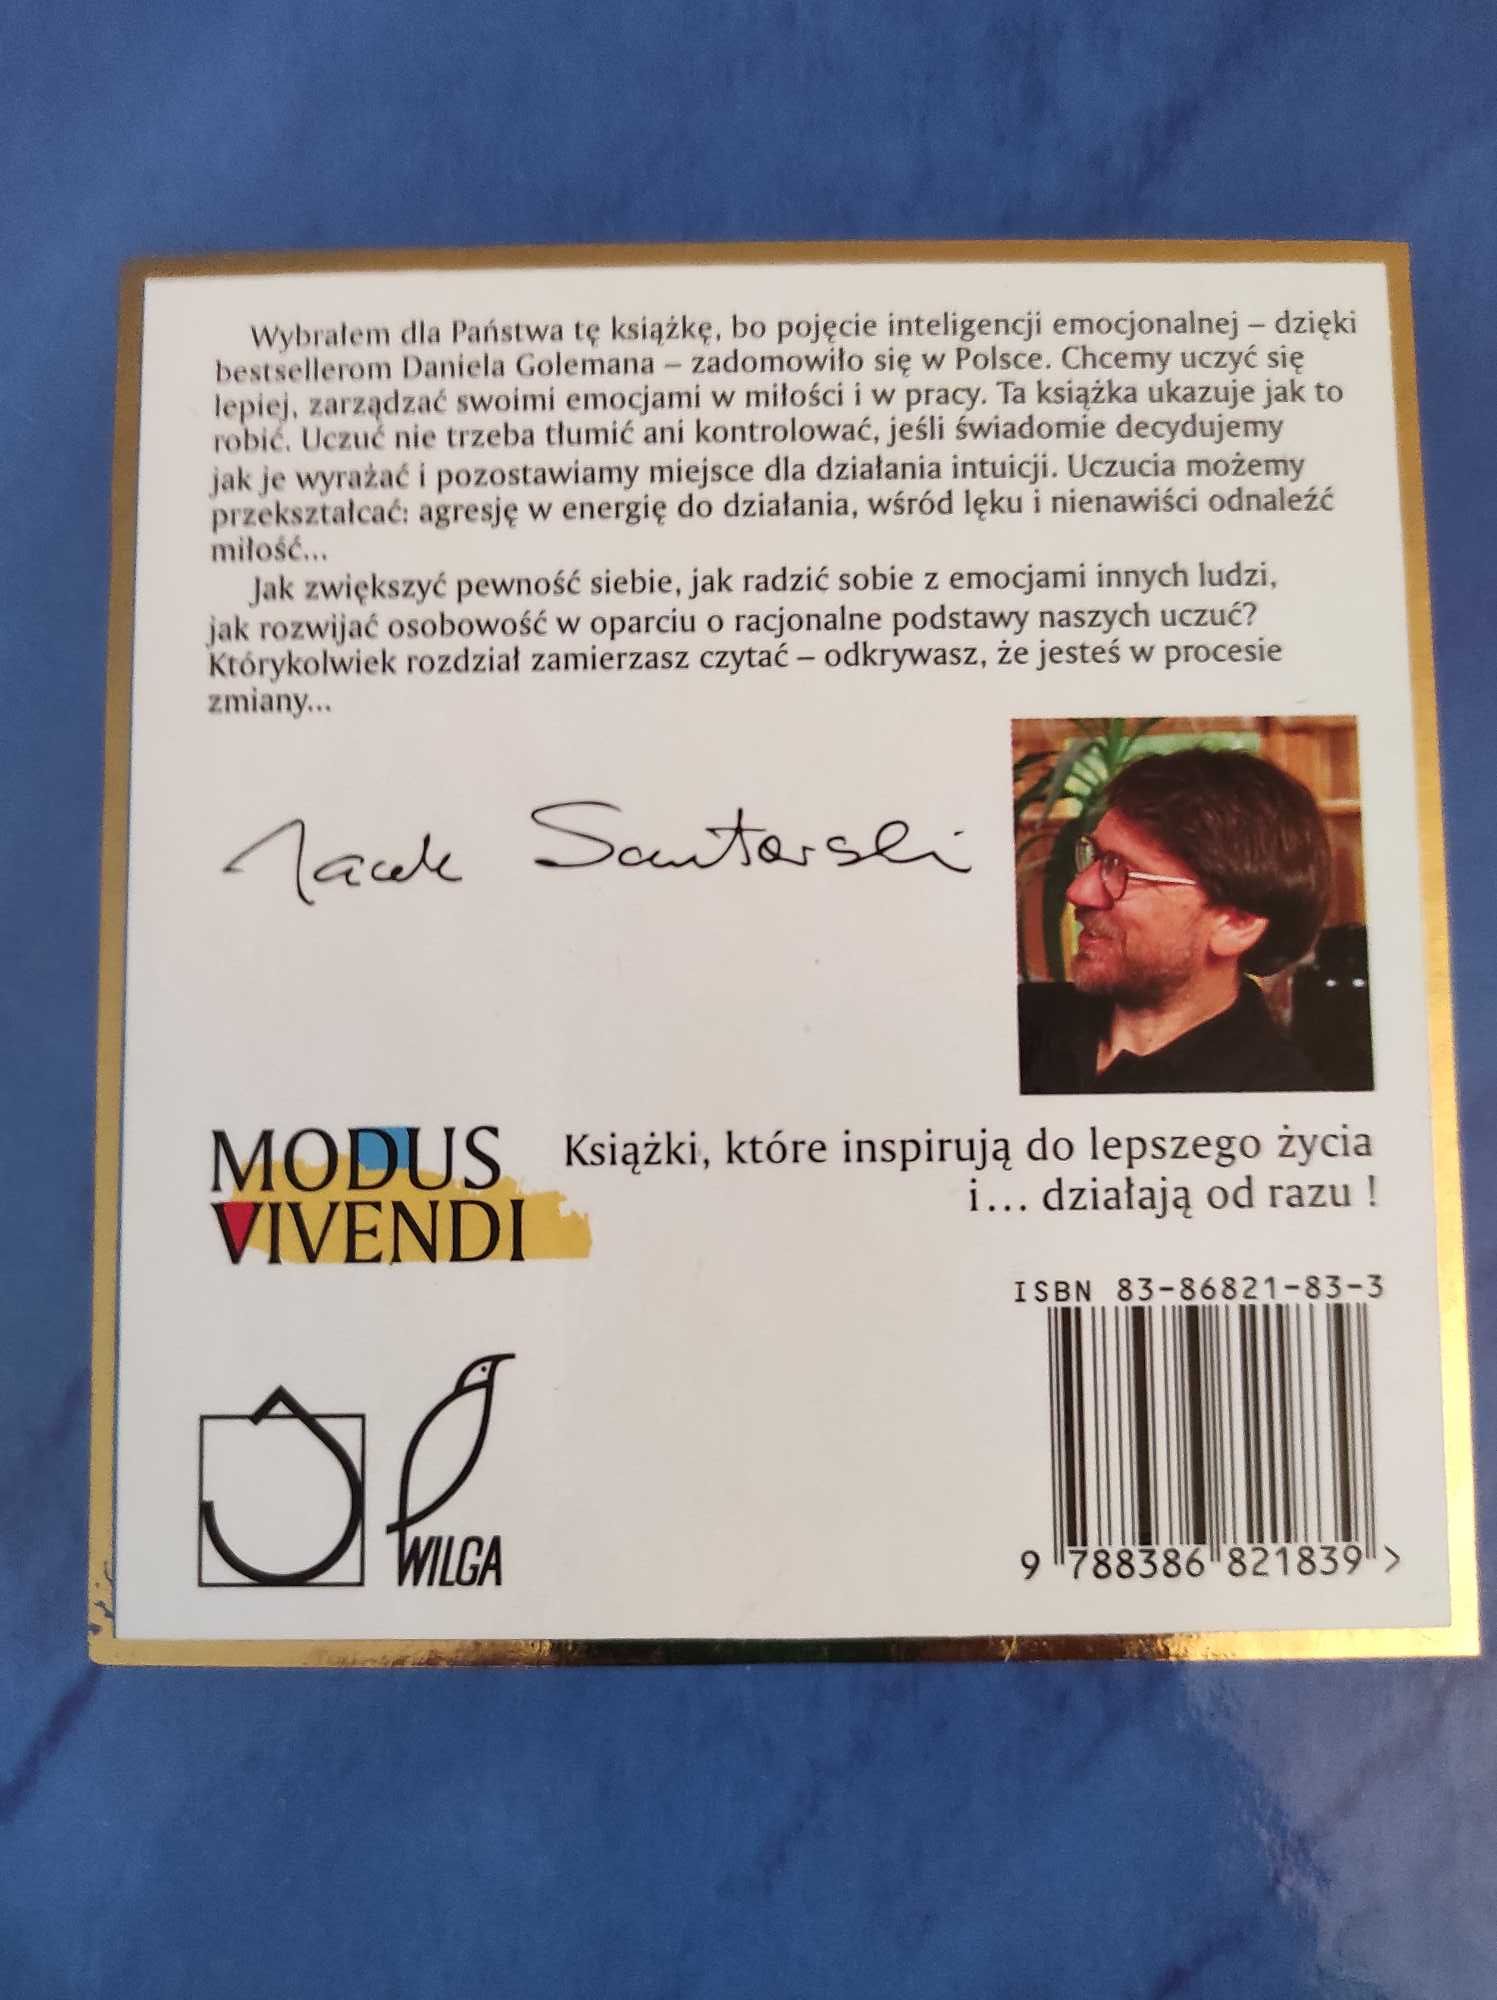 Wybrałem dla Państwa tę książkę, bo pojęcie inteligencji emocjonalnej – dzięki
bestsellerom Daniela Golemana – zadomowiło się w Polsce. Chcemy uczyć się
lepiej, zarządzać swoimi emocjami w miłości i w pracy. Ta książka ukazuje jak to
robić. Uczuć nie trzeba tłumić ani kontrolować, jeśli świadomie decydujemy
jak je wyrażać i pozostawiamy miejsce dla działania intuicji. Uczucia możemy
przekształcać: agresję w energię do działania, wśród lęku i nienawiści odnaleźć
miłość...
Jak zwiększyć pewność siebie, jak radzić sobie z emocjami innych ludzi,
jak rozwijać osobowość w oparciu o racjonalne podstawy naszych uczuć?
Którykolwiek rozdział zamierzasz czytać – odkrywasz, że jesteś w procesie
zmiany...
Jacek Santorski
MODUS
VIVENDI
Książki, które inspirują do lepszego życia
i... działają od razu !
ISBN 83-86821-83-3
9 788386 821839 >
WILGA